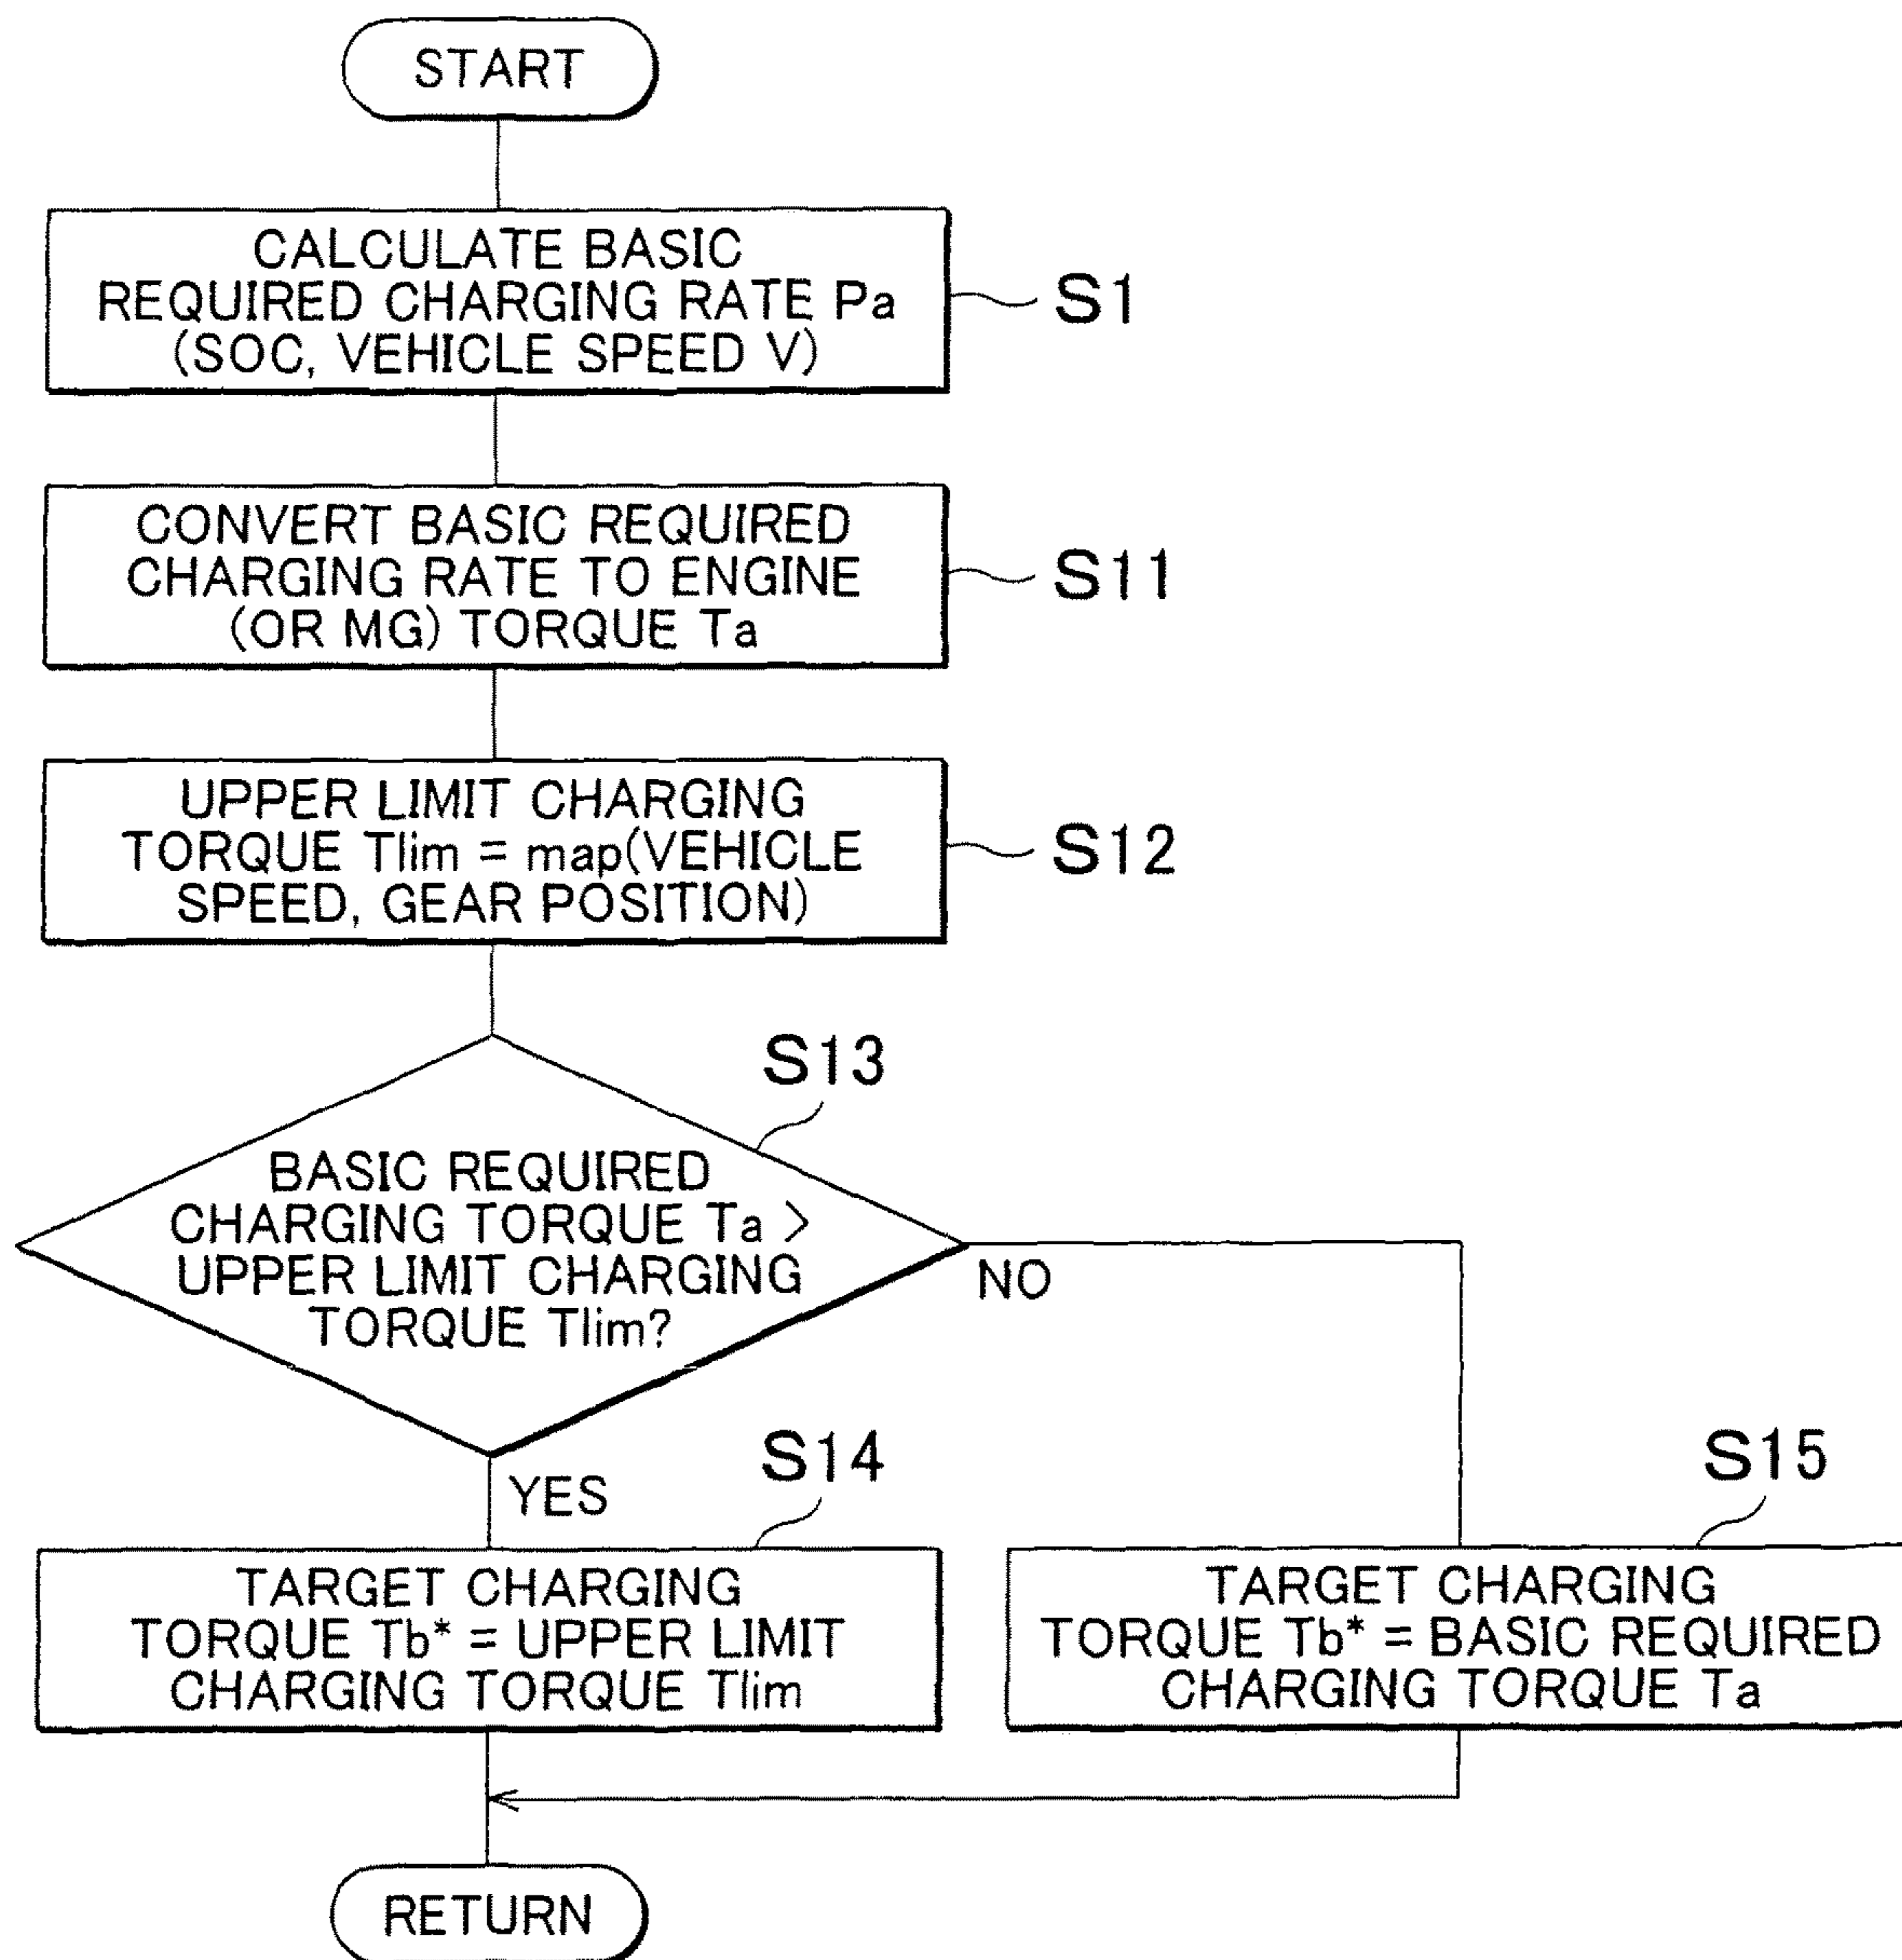 START
CALCULATE BASIC
REQUIRED CHARGING RATE Pa
(SOC, VEHICLE SPEED V)
S1
CONVERT BASIC REQUIRED
CHARGING RATE TO ENGINE
(OR MG) TORQUE Ta
S11
UPPER LIMIT CHARGING
TORQUE Tlim = map(VEHICLE
SPEED, GEAR POSITION)
S12
S13
BASIC REQUIRED
CHARGING TORQUE Ta >
UPPER LIMIT CHARGING
TORQUE Tlim?
NO
YES
S14
TARGET CHARGING
TORQUE Tb* = UPPER LIMIT
CHARGING TORQUE Tlim
S15
TARGET CHARGING
TORQUE Tb* = BASIC REQUIRED
CHARGING TORQUE Ta
RETURN